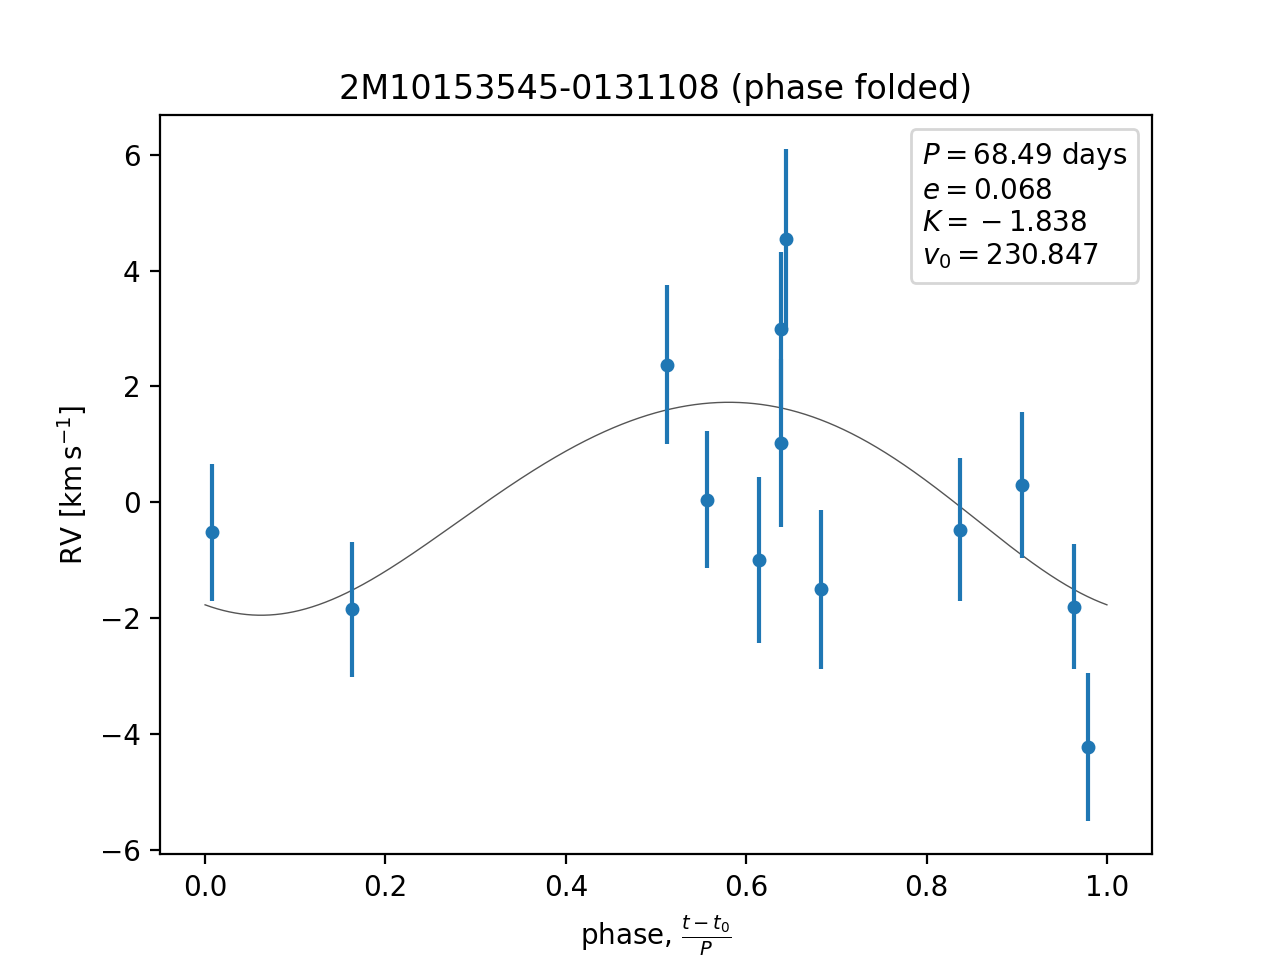 2M10153545-0131108 (phase folded)
P = 68.49 days
e = 0.068
K = −1.838
v₀ = 230.847
RV [km s⁻¹]
6
4
2
0
−2
−4
−6
0.0 0.2 0.4 0.6 0.8 1.0
phase, (t − t₀)/P